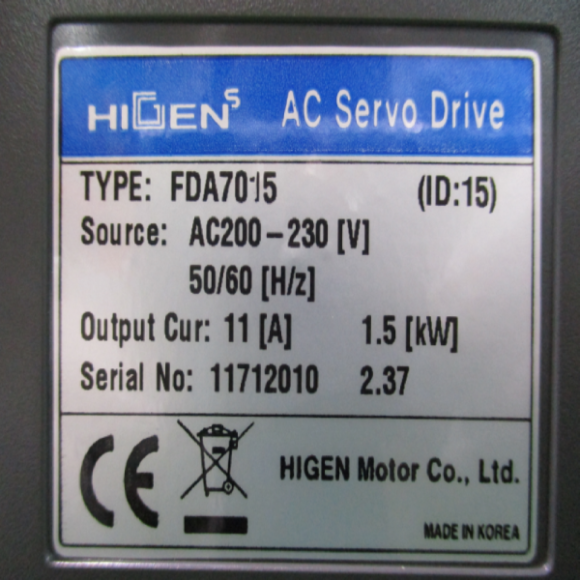 HIGEN S AC Servo Drive
TYPE: FDA7015 (ID:15)
Source: AC200-230 [V]
50/60 [H/z]
Output Cur: 11 [A] 1.5 [kW]
Serial No: 11712010 2.37
CE
HIGEN Motor Co., Ltd.
MADE IN KOREA